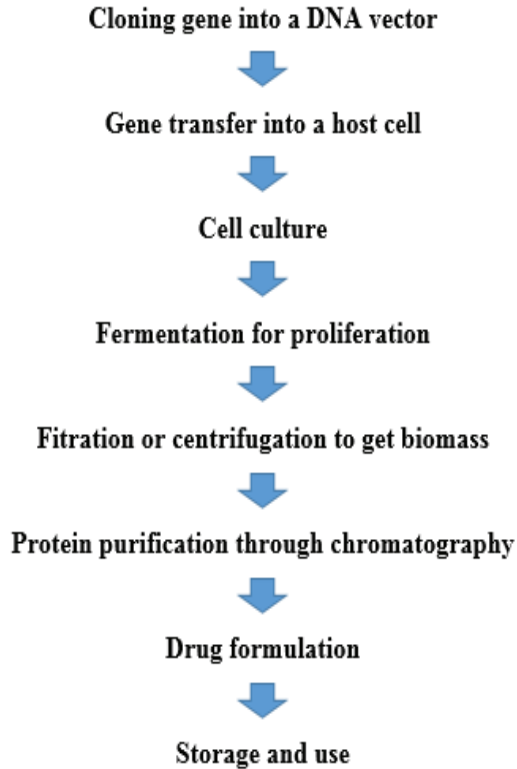 Cloning gene into a DNA vector
Gene transfer into a host cell
Cell culture
Fermentation for proliferation
Fitration or centrifugation to get biomass
Protein purification through chromatography
Drug formulation
Storage and use